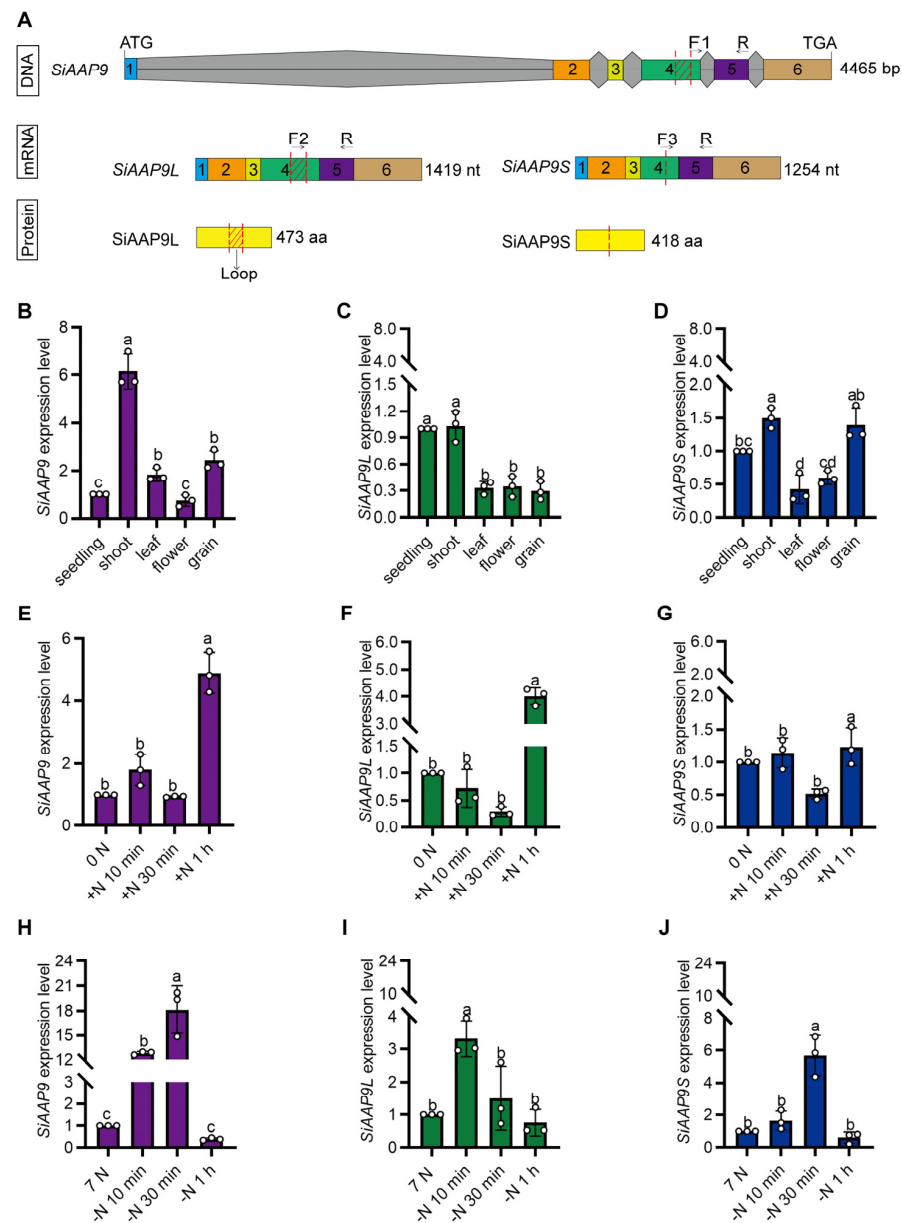 A
DNA
ATG F1 R TGA
SiAAP9 1 2 3 4 5 6 4465 bp
mRNA
F2 R
SiAAP9L 1 2 3 4 5 6 1419 nt
F3 R
SiAAP9S 1 2 3 4 5 6 1254 nt
Protein
SiAAP9L 473 aa
Loop
SiAAP9S 418 aa
B
SiAAP9 expression level
8
6
4
2
0
c a b c b
seedling shoot leaf flower grain
C
SiAAP9L expression level
8.0
4.0
1.5
1.2
0.9
0.6
0.3
0.0
a a b b b
seedling shoot leaf flower grain
D
SiAAP9S expression level
8.0
4.0
2.0
1.5
1.0
0.5
0.0
bc a d cd ab
seedling shoot leaf flower grain
E
SiAAP9 expression level
6
4
2
0
b b b a
0 N +N 10 min +N 30 min +N 1 h
F
SiAAP9L expression level
6.0
5.0
4.0
3.0
1.5
1.0
0.5
0.0
b b b a
0 N +N 10 min +N 30 min +N 1 h
G
SiAAP9S expression level
6.0
2.0
2.0
1.5
1.0
0.5
0.0
b b b a
0 N +N 10 min +N 30 min +N 1 h
H
SiAAP9 expression level
24
21
18
15
12
3
2
1
0
c b a c
7 N -N 10 min -N 30 min -N 1 h
I
SiAAP9L expression level
24
10
4
3
2
1
0
b a b b
7 N -N 10 min -N 30 min -N 1 h
J
SiAAP9S expression level
24
10
8
6
4
2
0
b b a b
7 N -N 10 min -N 30 min -N 1 h